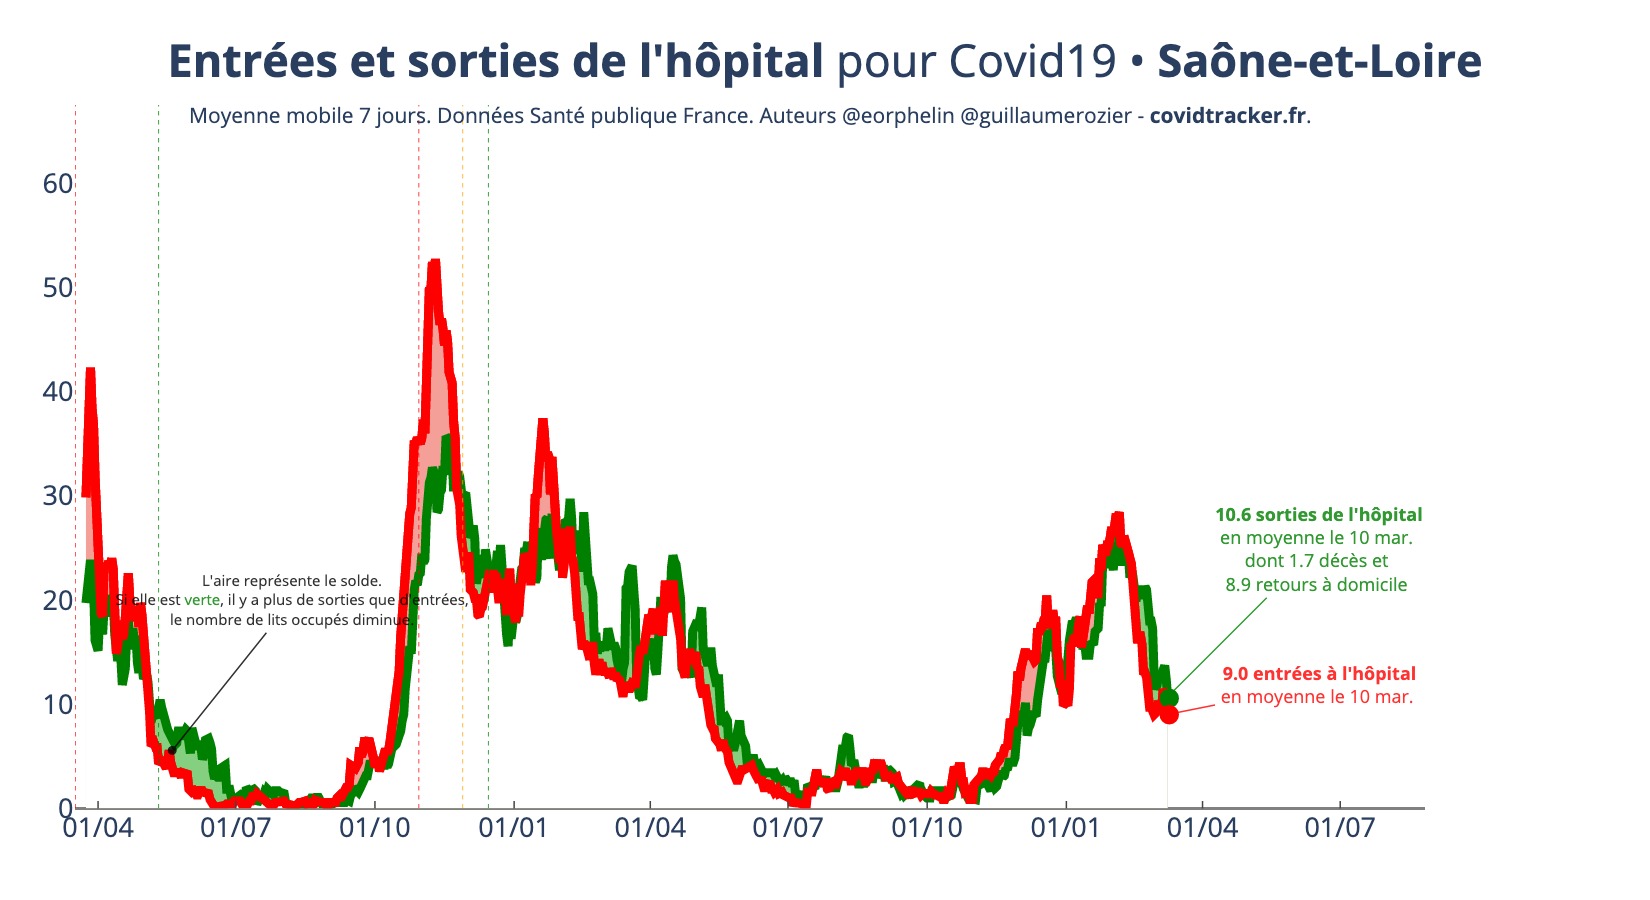 Entrées et sorties de l'hôpital pour Covid19 • Saône-et-Loire
Moyenne mobile 7 jours. Données Santé publique France. Auteurs @eorphelin @guillaumerozier - covidtracker.fr.
60
50
40
30
20
10
0
L'aire représente le solde.
Si elle est verte, il y a plus de sorties que d'entrées,
le nombre de lits occupés diminue.
10.6 sorties de l'hôpital
en moyenne le 10 mar.
dont 1.7 décès et
8.9 retours à domicile
9.0 entrées à l'hôpital
en moyenne le 10 mar.
01/04 01/07 01/10 01/01 01/04 01/07 01/10 01/01 01/04 01/07